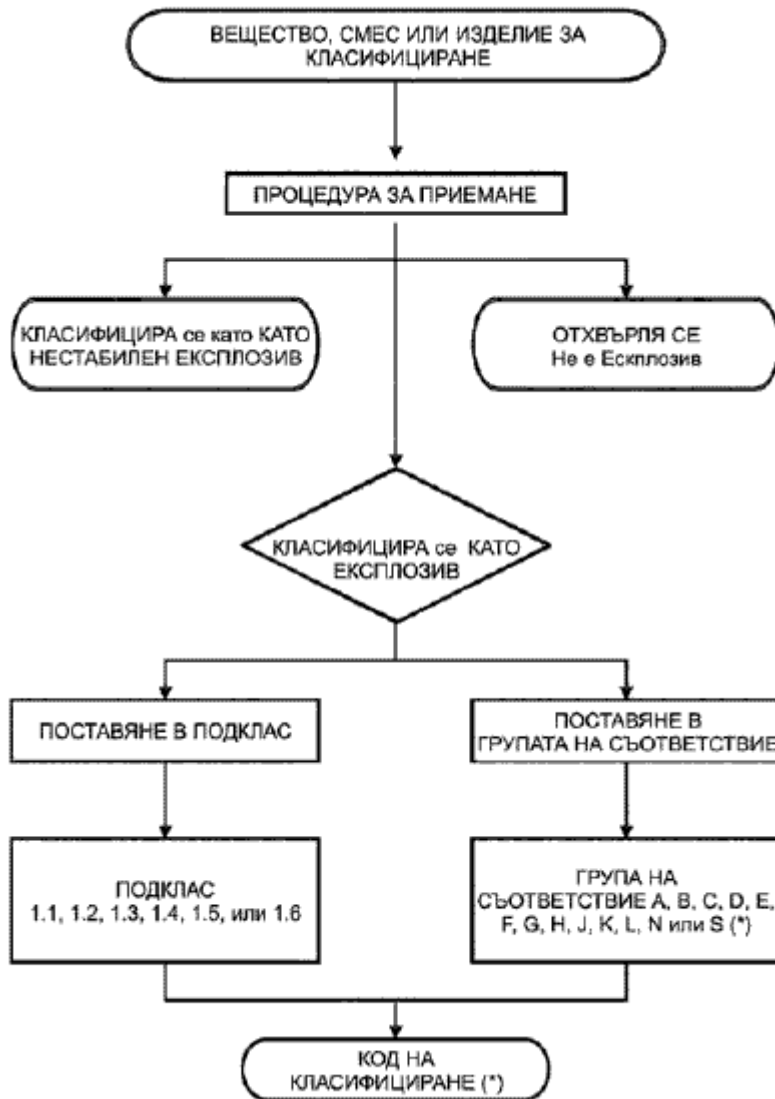 ВЕЩЕСТВО, СМЕС ИЛИ ИЗДЕЛИЕ ЗА
КЛАСИФИЦИРАНЕ
ПРОЦЕДУРА ЗА ПРИЕМАНЕ
КЛАСИФИЦИРА се като КАТО
НЕСТАБИЛЕН ЕКСПЛОЗИВ
ОТХВЪРЛЯ СЕ
Не е Ескплозив
КЛАСИФИЦИРА се КАТО
ЕКСПЛОЗИВ
ПОСТАВЯНЕ В ПОДКЛАС
ПОСТАВЯНЕ В
ГРУПАТА НА СЪОТВЕТСТВИЕ
ПОДКЛАС
1.1, 1.2, 1.3, 1.4, 1.5, или 1.6
ГРУПА НА
СЪОТВЕТСТВИЕ A, B, C, D, E,
F, G, H, J, K, L, N или S (*)
КОД НА
КЛАСИФИЦИРАНЕ (*)